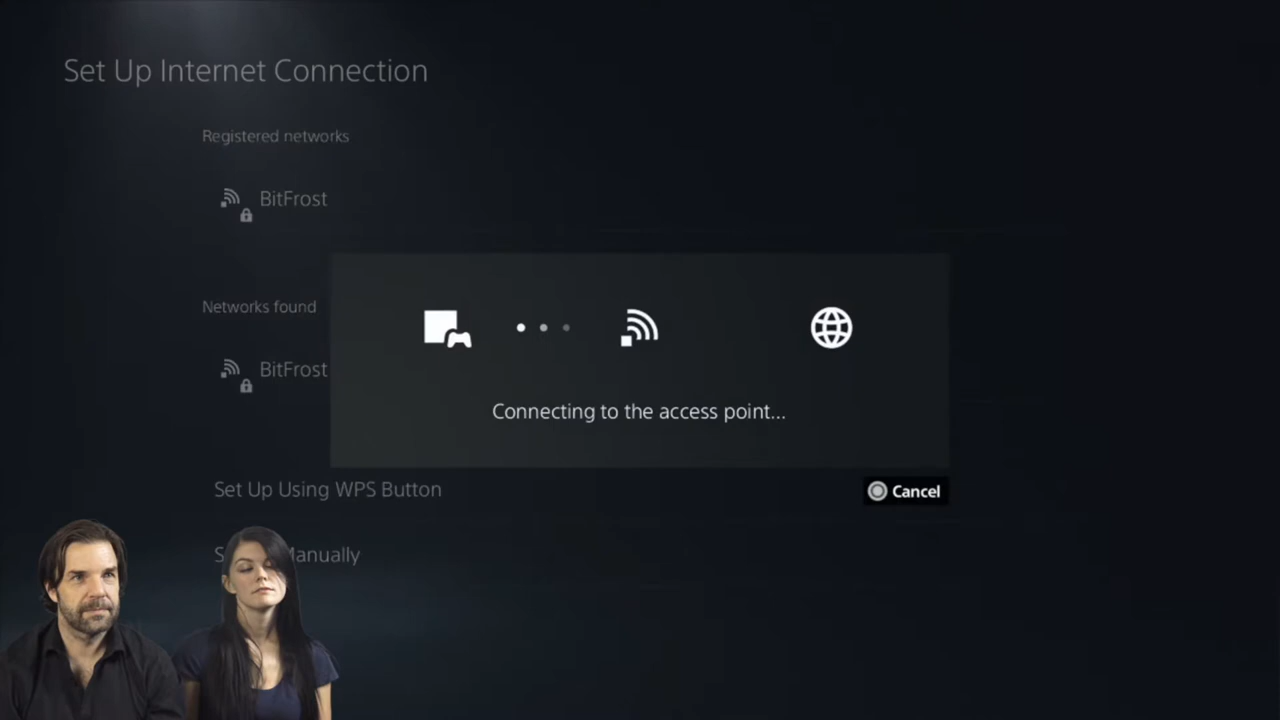 Set Up Internet Connection
Registered networks
BitFrost
Networks found
BitFrost
Connecting to the access point...
Set Up Using WPS Button
Cancel
Manually